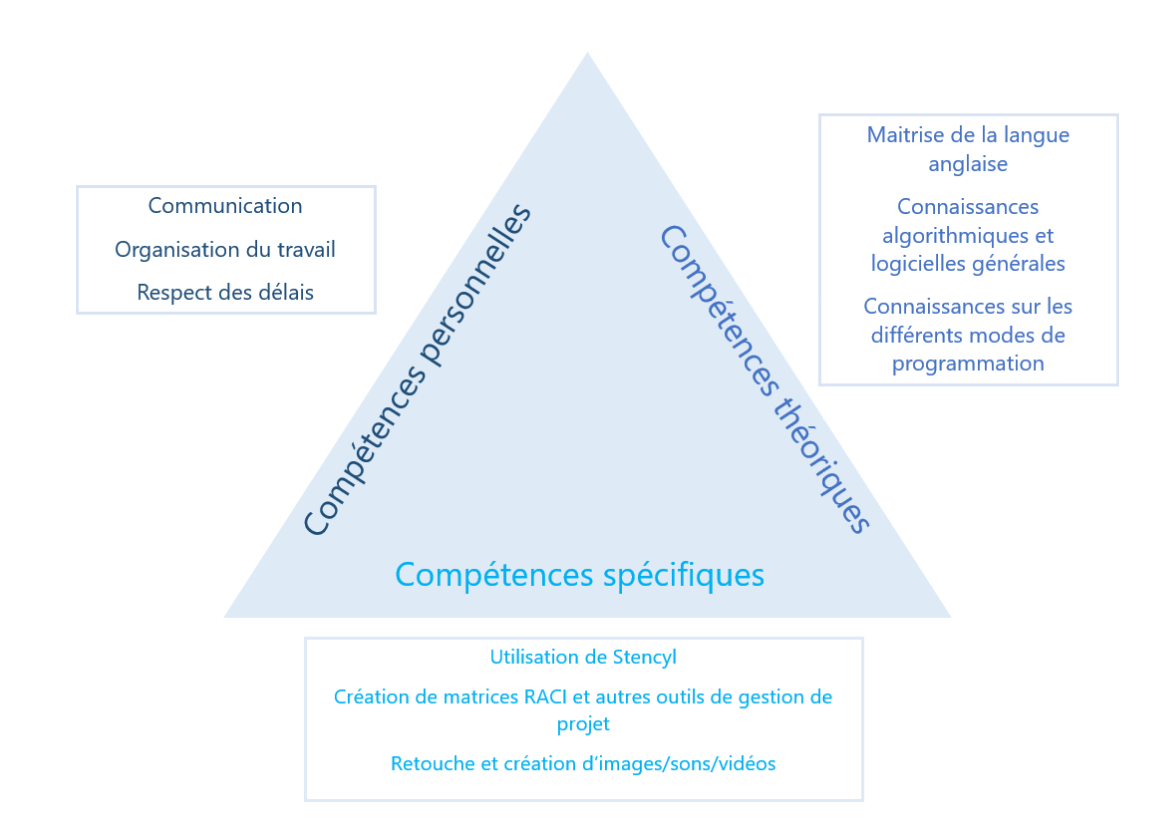 Communication
Organisation du travail
Respect des délais
Compétences personnelles
Maitrise de la langue
anglaise
Connaissances
algorithmiques et
logicielles générales
Connaissances sur les
différents modes de
programmation
Compétences théoriques
Compétences spécifiques
Utilisation de Stencyl
Création de matrices RACI et autres outils de gestion de
projet
Retouche et création d’images/sons/vidéos